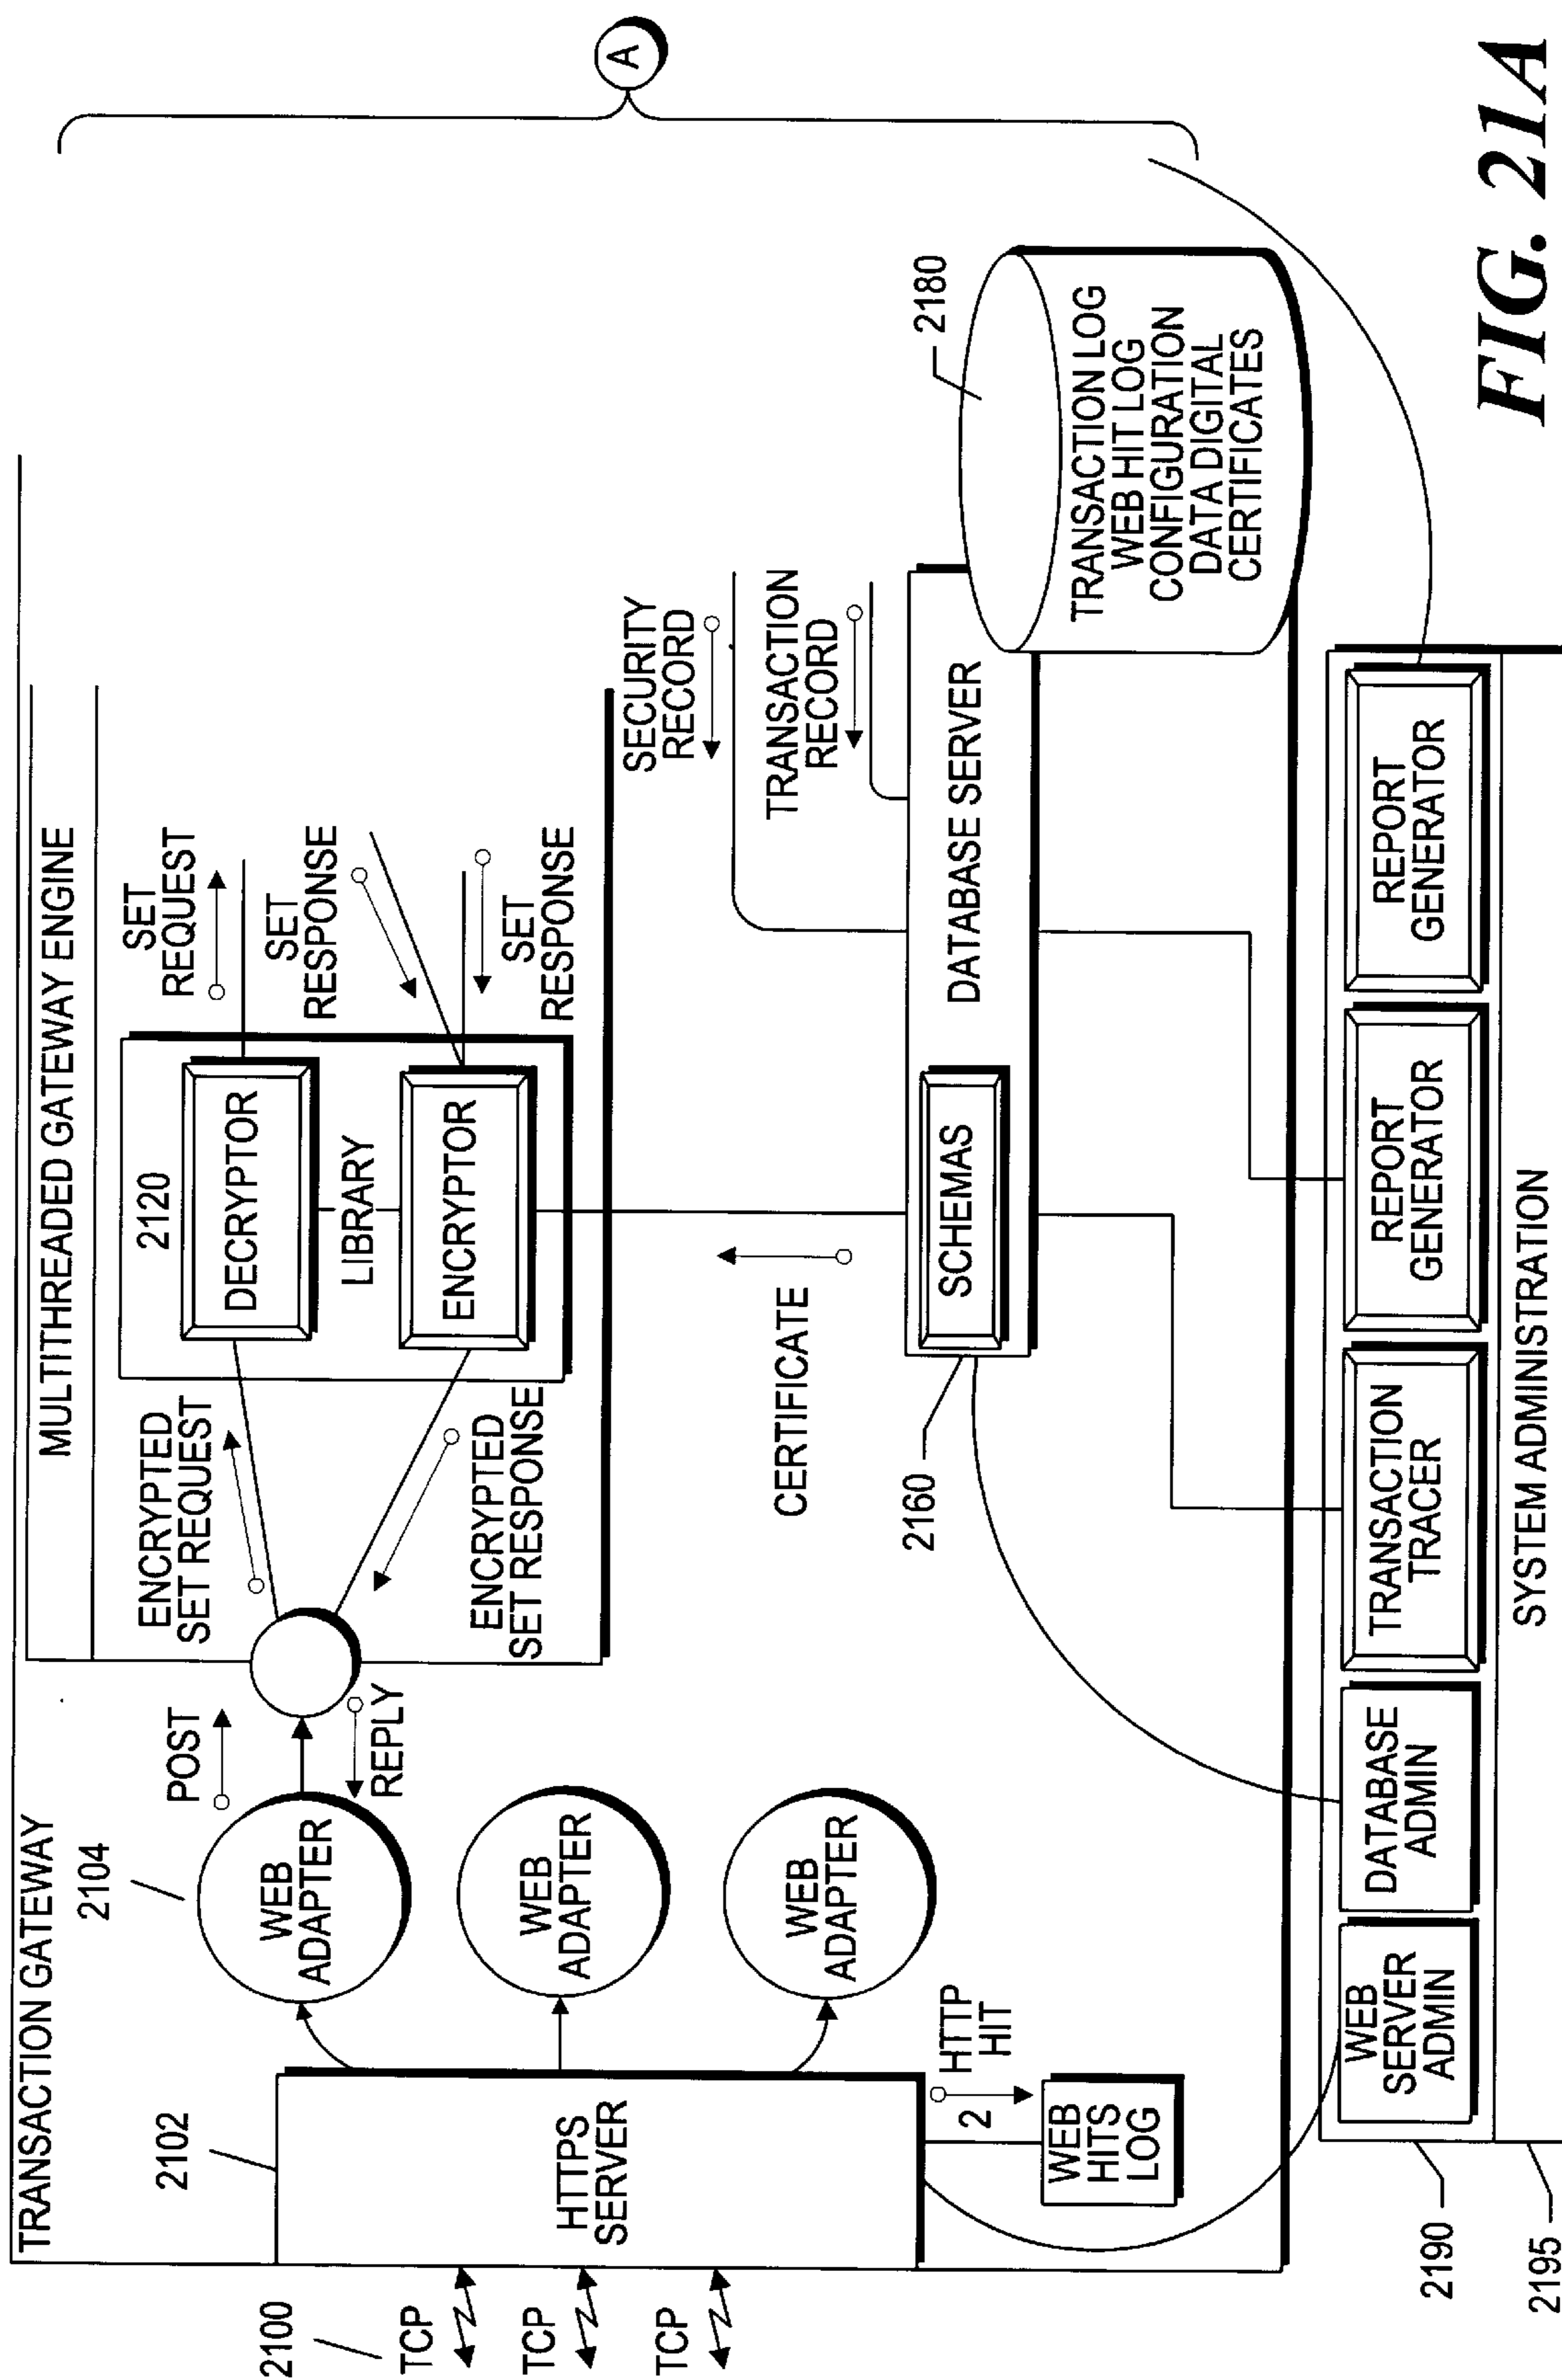 TRANSACTION GATEWAY
MULTITHREADED GATEWAY ENGINE
A
2100
TCP
TCP
TCP
2102
HTTPS
SERVER
2104
WEB
ADAPTER
WEB
ADAPTER
WEB
ADAPTER
POST
REPLY
ENCRYPTED
SET REQUEST
ENCRYPTED
SET RESPONSE
2120
DECRYPTOR
LIBRARY
ENCRYPTOR
SET
REQUEST
SET
RESPONSE
SET
RESPONSE
HTTP
HIT
2
WEB
HITS
LOG
CERTIFICATE
SECURITY
RECORD
TRANSACTION
RECORD
2160
SCHEMAS
DATABASE SERVER
2180
TRANSACTION LOG
WEB HIT LOG
CONFIGURATION
DATA DIGITAL
CERTIFICATES
2190
WEB
SERVER
ADMIN
DATABASE
ADMIN
TRANSACTION
TRACER
REPORT
GENERATOR
REPORT
GENERATOR
2195
SYSTEM ADMINISTRATION
FIG. 21A